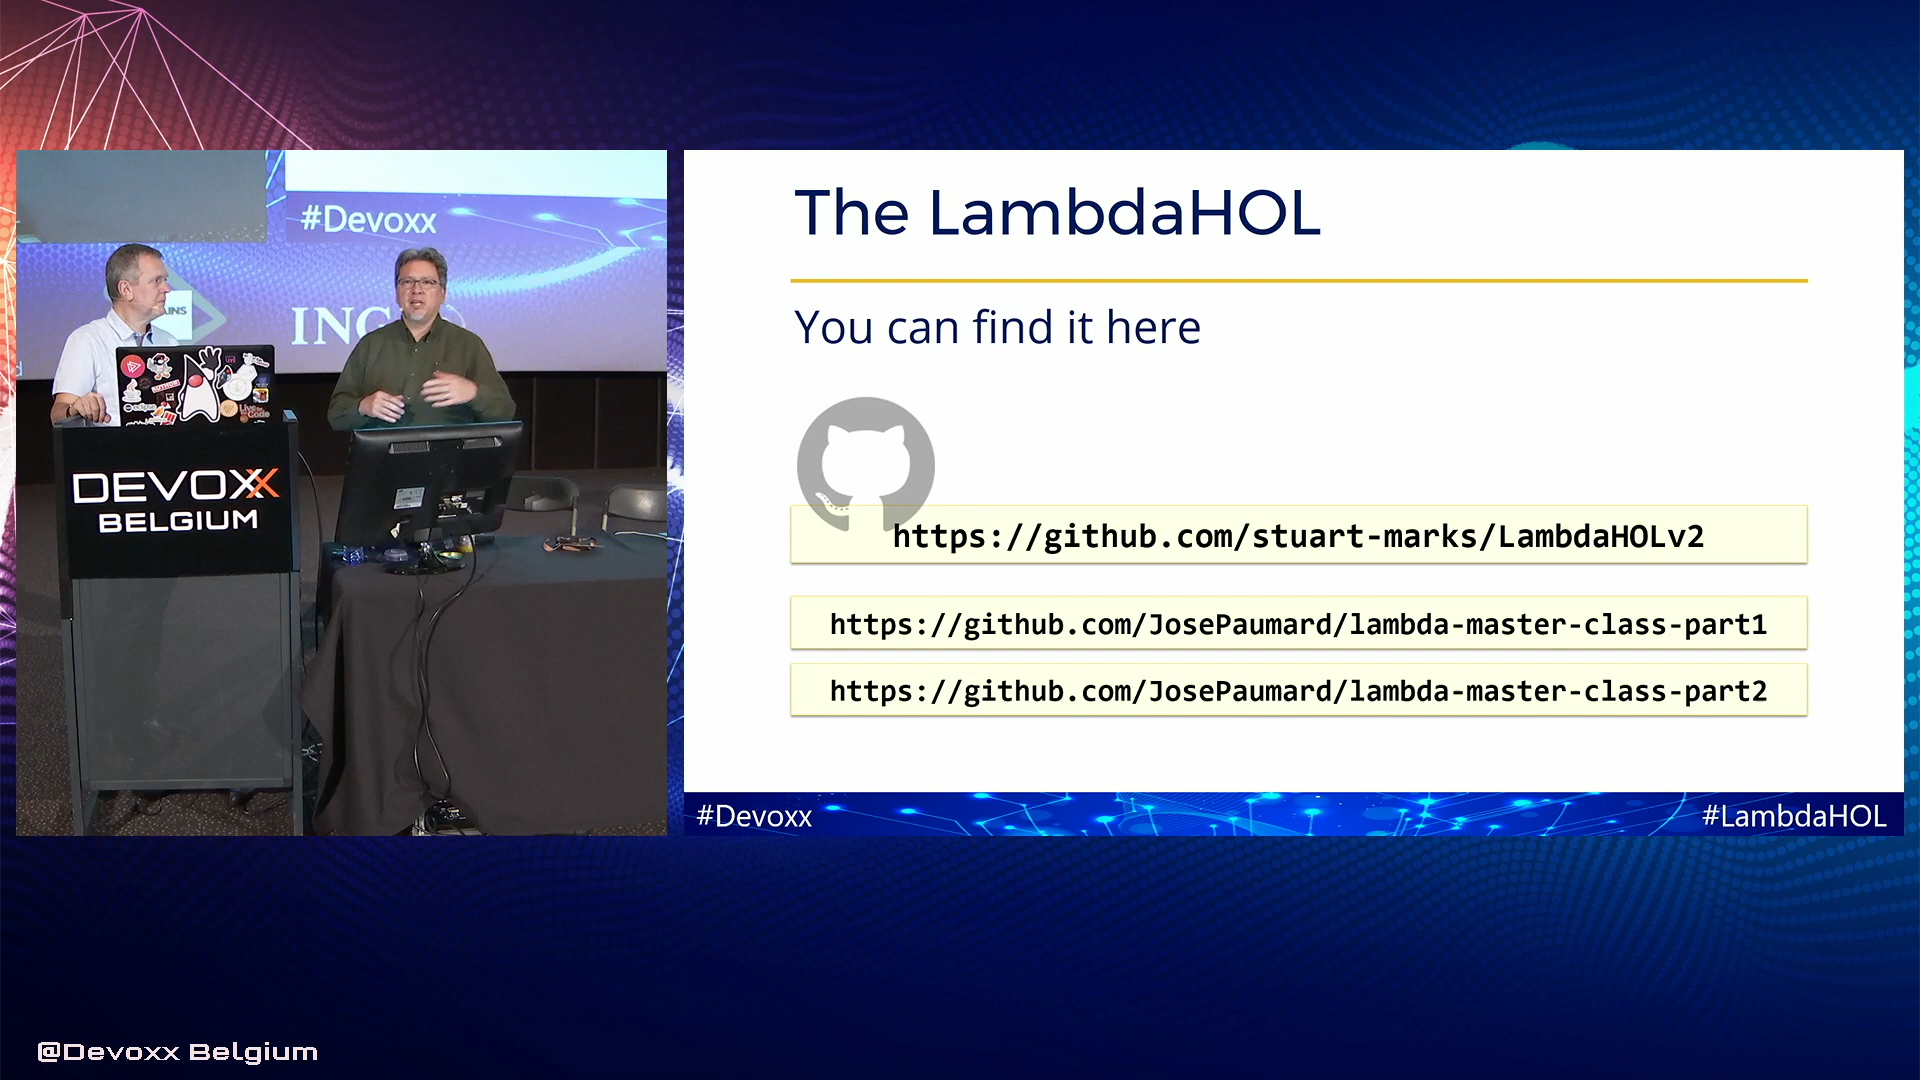 #Devoxx
ING
DEVOXX
BELGIUM
The LambdaHOL
You can find it here
https://github.com/stuart-marks/LambdaHOLv2
https://github.com/JosePaumard/lambda-master-class-part1
https://github.com/JosePaumard/lambda-master-class-part2
#Devoxx
#LambdaHOL
@Devoxx Belgium